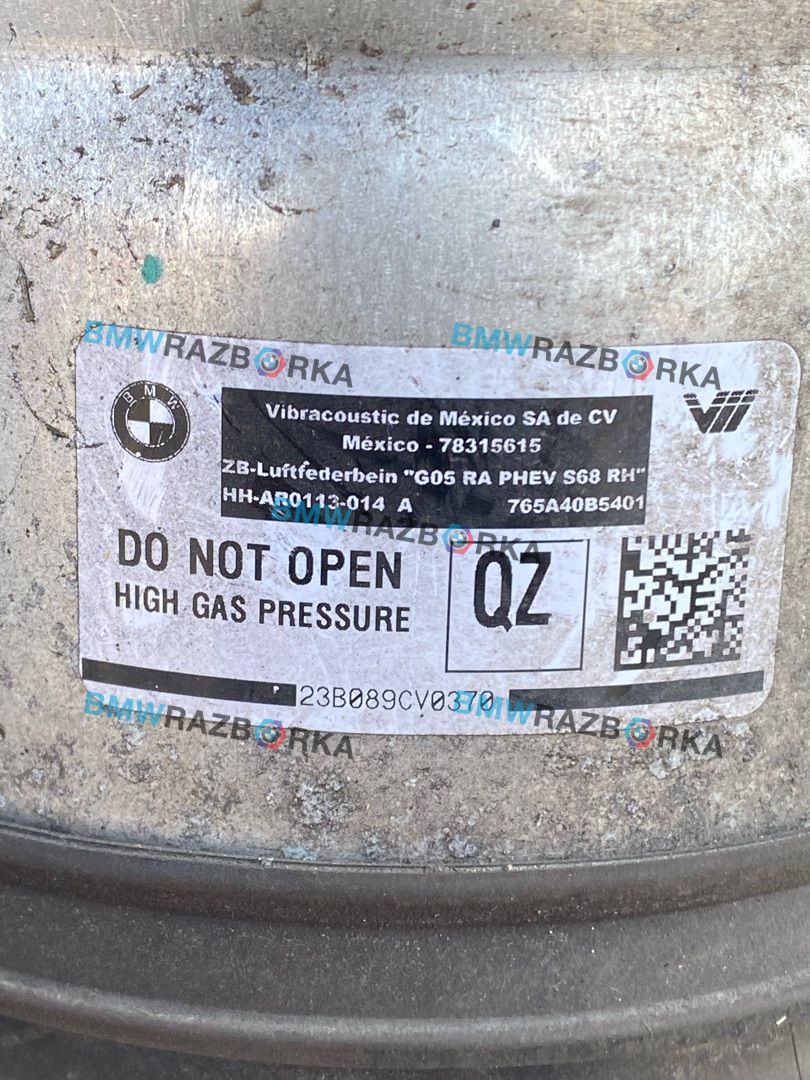 BMWRAZBORKA BMWRAZBORKA
BMW
Vibracoustic de México SA de CV
México - 78315615
ZB-Luftfederbein "G05 RA PHEV S68 RH"
HH-AR0113-014 A 765A40B5401
BMWRAZBORKA
DO NOT OPEN
HIGH GAS PRESSURE
QZ
P 23B089CV0370
BMWRAZBORKA BMWRAZBORKA